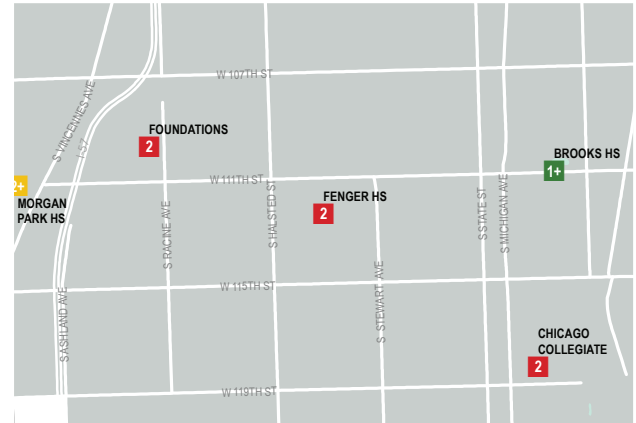 W 107TH ST
S VINCENNES AVE
I-57
FOUNDATIONS
2
BROOKS HS
1+
W 111TH ST
2+
MORGAN
PARK HS
FENGER HS
2
S RACINE AVE
S HALSTED ST
S STATE ST
S MICHIGAN AVE
S STEWART AVE
W 115TH ST
S ASHLAND AVE
CHICAGO
COLLEGIATE
2
W 119TH ST